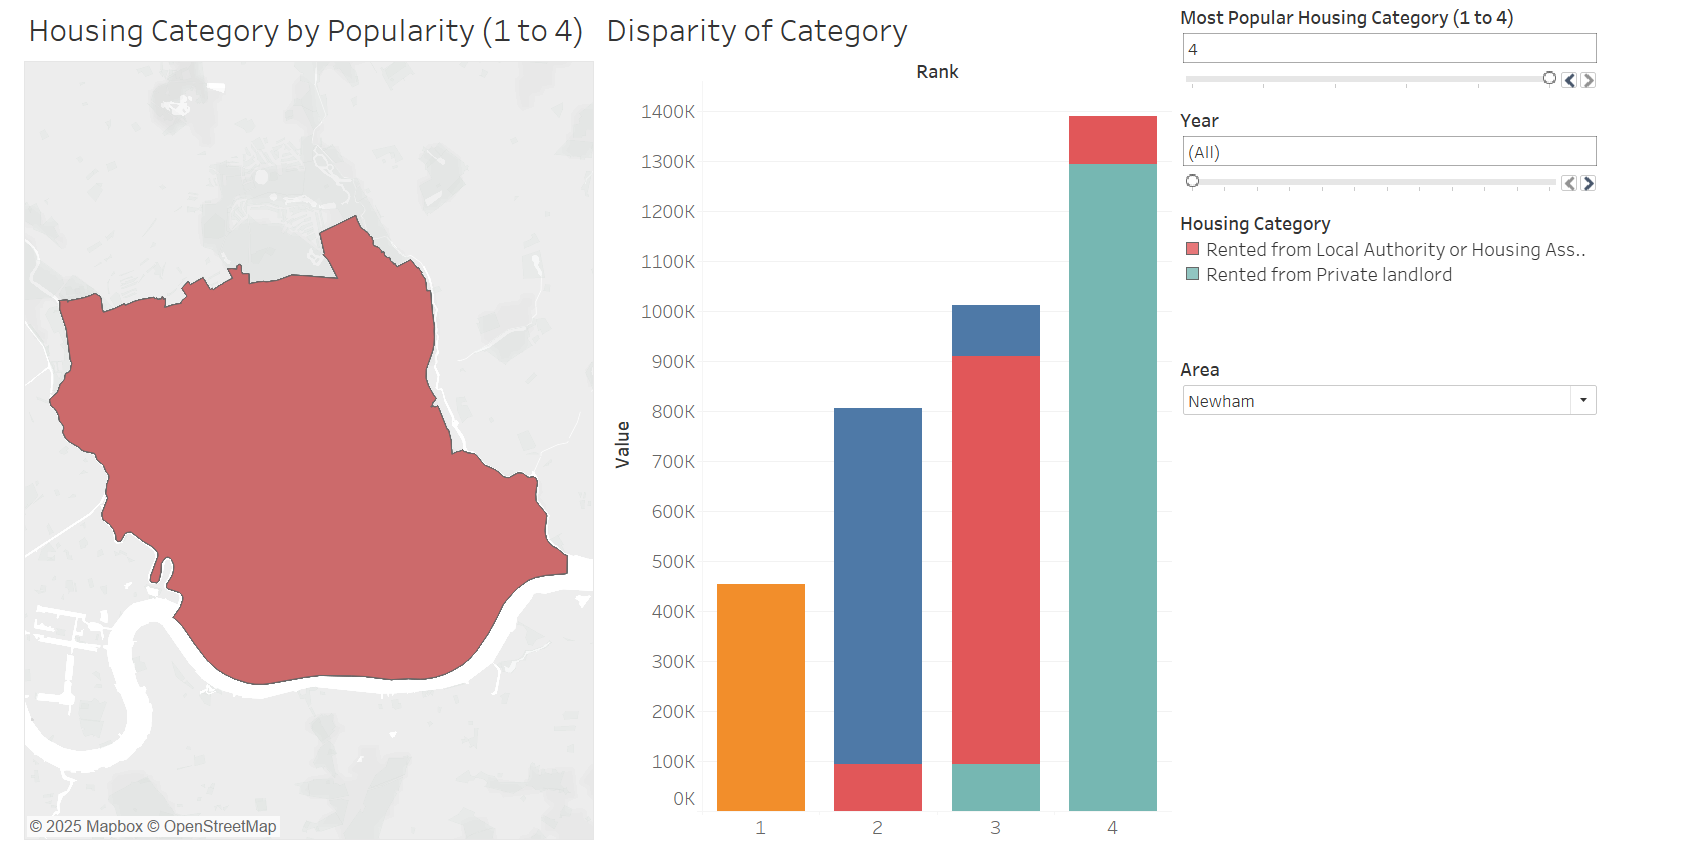 Housing Category by Popularity (1 to 4)
© 2025 Mapbox © OpenStreetMap
Disparity of Category
Rank
Value
1400K
1300K
1200K
1100K
1000K
900K
800K
700K
600K
500K
400K
300K
200K
100K
0K
1 2 3 4
Most Popular Housing Category (1 to 4)
4
Year
(All)
Housing Category
Rented from Local Authority or Housing Ass..
Rented from Private landlord
Area
Newham